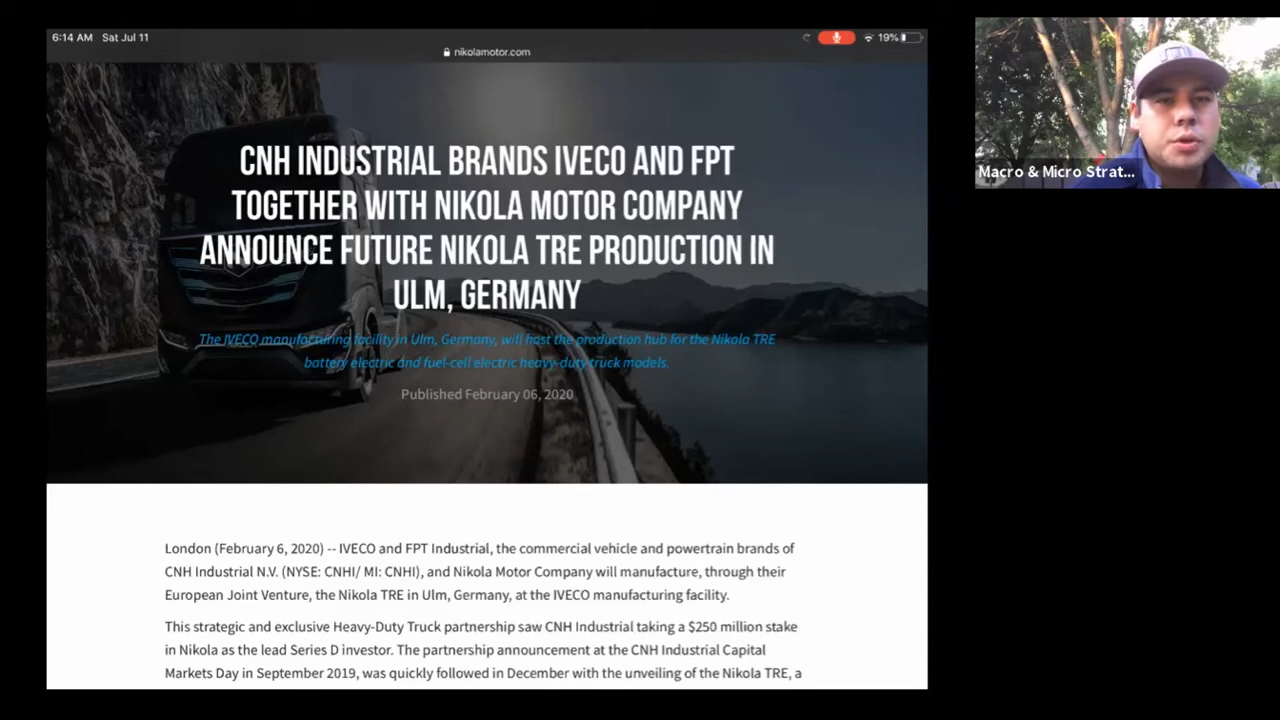 6:14 AM Sat Jul 11
19%
nikolamotor.com
CNH INDUSTRIAL BRANDS IVECO AND FPT
TOGETHER WITH NIKOLA MOTOR COMPANY
ANNOUNCE FUTURE NIKOLA TRE PRODUCTION IN
ULM, GERMANY
The IVECO manufacturing facility in Ulm, Germany, will host the production hub for the Nikola TRE
battery electric and fuel-cell electric heavy-duty truck models.
Published February 06, 2020
London (February 6, 2020) -- IVECO and FPT Industrial, the commercial vehicle and powertrain brands of
CNH Industrial N.V. (NYSE: CNHI/ MI: CNHI), and Nikola Motor Company will manufacture, through their
European Joint Venture, the Nikola TRE in Ulm, Germany, at the IVECO manufacturing facility.
This strategic and exclusive Heavy-Duty Truck partnership saw CNH Industrial taking a $250 million stake
in Nikola as the lead Series D investor. The partnership announcement at the CNH Industrial Capital
Markets Day in September 2019, was quickly followed in December with the unveiling of the Nikola TRE, a
Macro & Micro Strat...